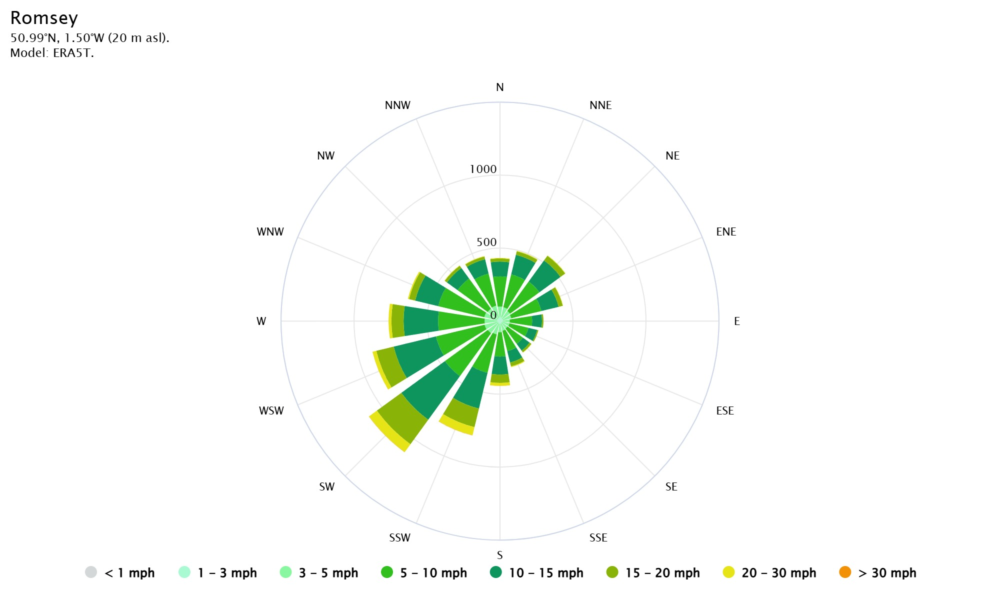 Romsey
50.99°N, 1.50°W (20 m asl).
Model: ERA5T.
N
NNW
NNE
NW
NE
1000
WNW
ENE
500
0
W
E
WSW
ESE
SW
SE
SSW
SSE
S
< 1 mph
1 – 3 mph
3 – 5 mph
5 – 10 mph
10 – 15 mph
15 – 20 mph
20 – 30 mph
> 30 mph